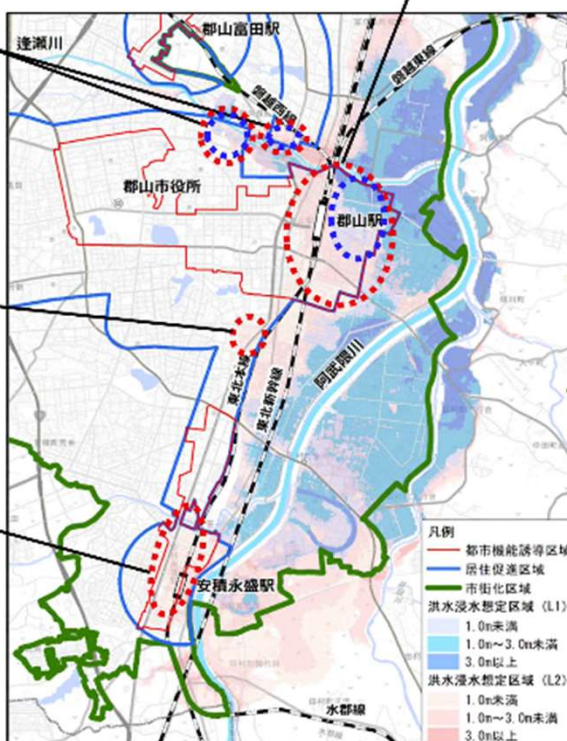 逢瀬川
郡山富田駅
磐越西線
磐越東線
郡山市役所
郡山駅
東北本線
東北新幹線
阿武隈川
安積永盛駅
水郡線
水郡線
凡例
都市機能誘導区域
居住促進区域
市街化区域
洪水浸水想定区域（L1）
1.0m未満
1.0m～3.0m未満
3.0m以上
洪水浸水想定区域（L2）
1.0m未満
1.0m～3.0m未満
3.0m以上